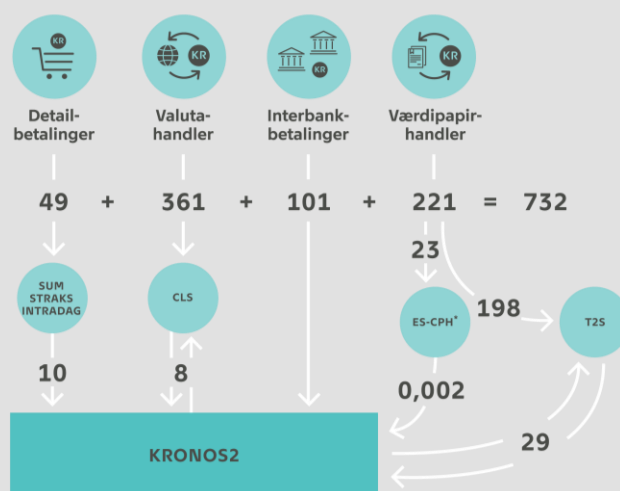 KR
KR
KR
KR
Detail-
betalinger
Valuta-
handler
Interbank-
betalinger
Værdipapir-
handler
49 + 361 + 101 + 221 = 732
23
SUM
STRAKS
INTRADAG
CLS
ES-CPH*
198
T2S
10
8
0,002
29
KRONOS2